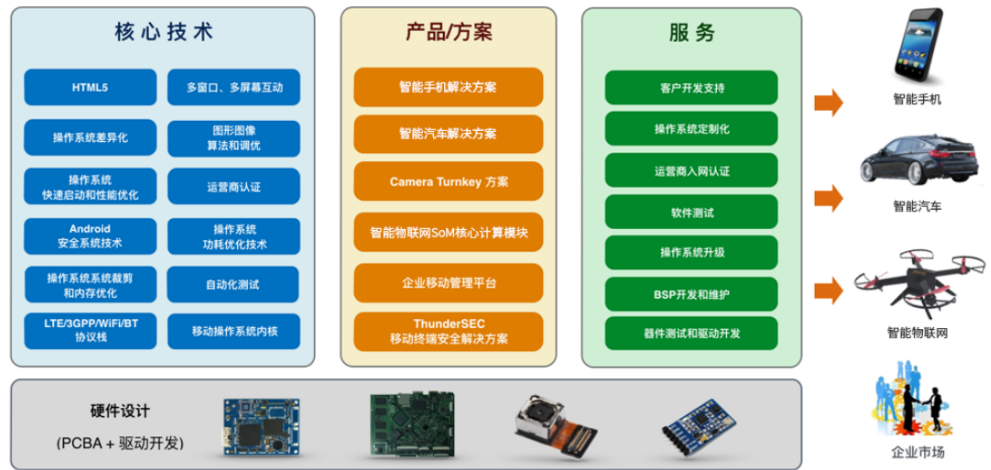 核心技术
HTML5
多窗口、多屏幕互动
操作系统差异化
图形图像
算法和调优
操作系统
快速启动和性能优化
运营商认证
Android
安全系统技术
操作系统
功耗优化技术
操作系统系统裁剪
和内存优化
自动化测试
LTE/3GPP/WiFi/BT
协议栈
移动操作系统内核
产品/方案
智能手机解决方案
智能汽车解决方案
Camera Turnkey 方案
智能物联网SoM核心计算模块
企业移动管理平台
ThunderSEC
移动终端安全解决方案
服务
客户开发支持
操作系统定制化
运营商入网认证
软件测试
操作系统升级
BSP开发和维护
器件测试和驱动开发
智能手机
智能汽车
智能物联网
企业市场
硬件设计
(PCBA + 驱动开发)